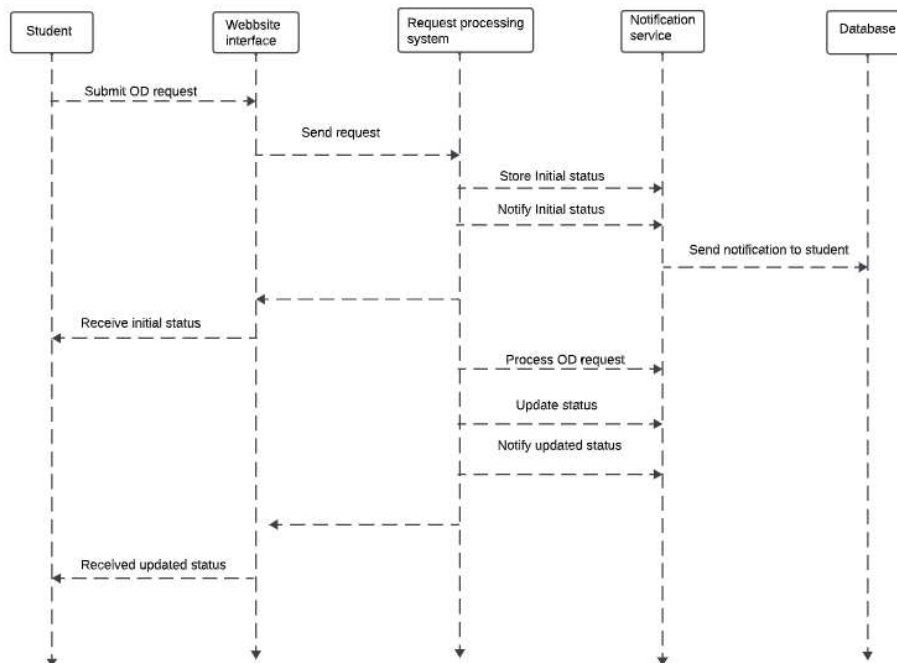 Student
Webbsite
interface
Request processing
system
Notification
service
Database
Submit OD request
Send request
Store Initial status
Notify Initial status
Send notification to student
Receive initial status
Process OD request
Update status
Notify updated status
Received updated status